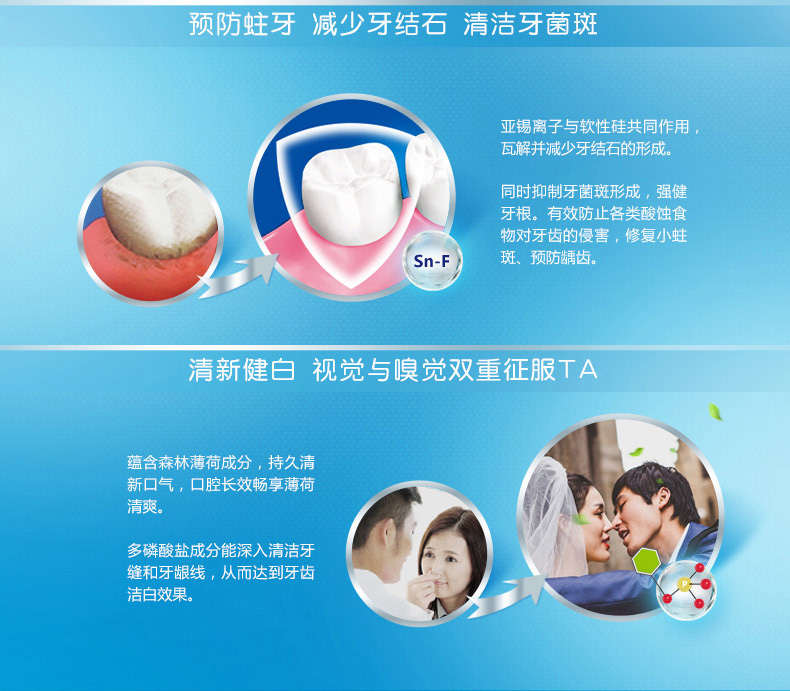 预防蛀牙 减少牙结石 清洁牙菌斑
亚锡离子与软性硅共同作用，
瓦解并减少牙结石的形成。
同时抑制牙菌斑形成，强健
牙根。有效防止各类酸蚀食
物对牙齿的侵害，修复小蛀
斑、预防龋齿。
Sn-F
清新健白 视觉与嗅觉双重征服TA
蕴含森林薄荷成分，持久清
新口气，口腔长效畅享薄荷
清爽。
多磷酸盐成分能深入清洁牙
缝和牙龈线，从而达到牙齿
洁白效果。
P